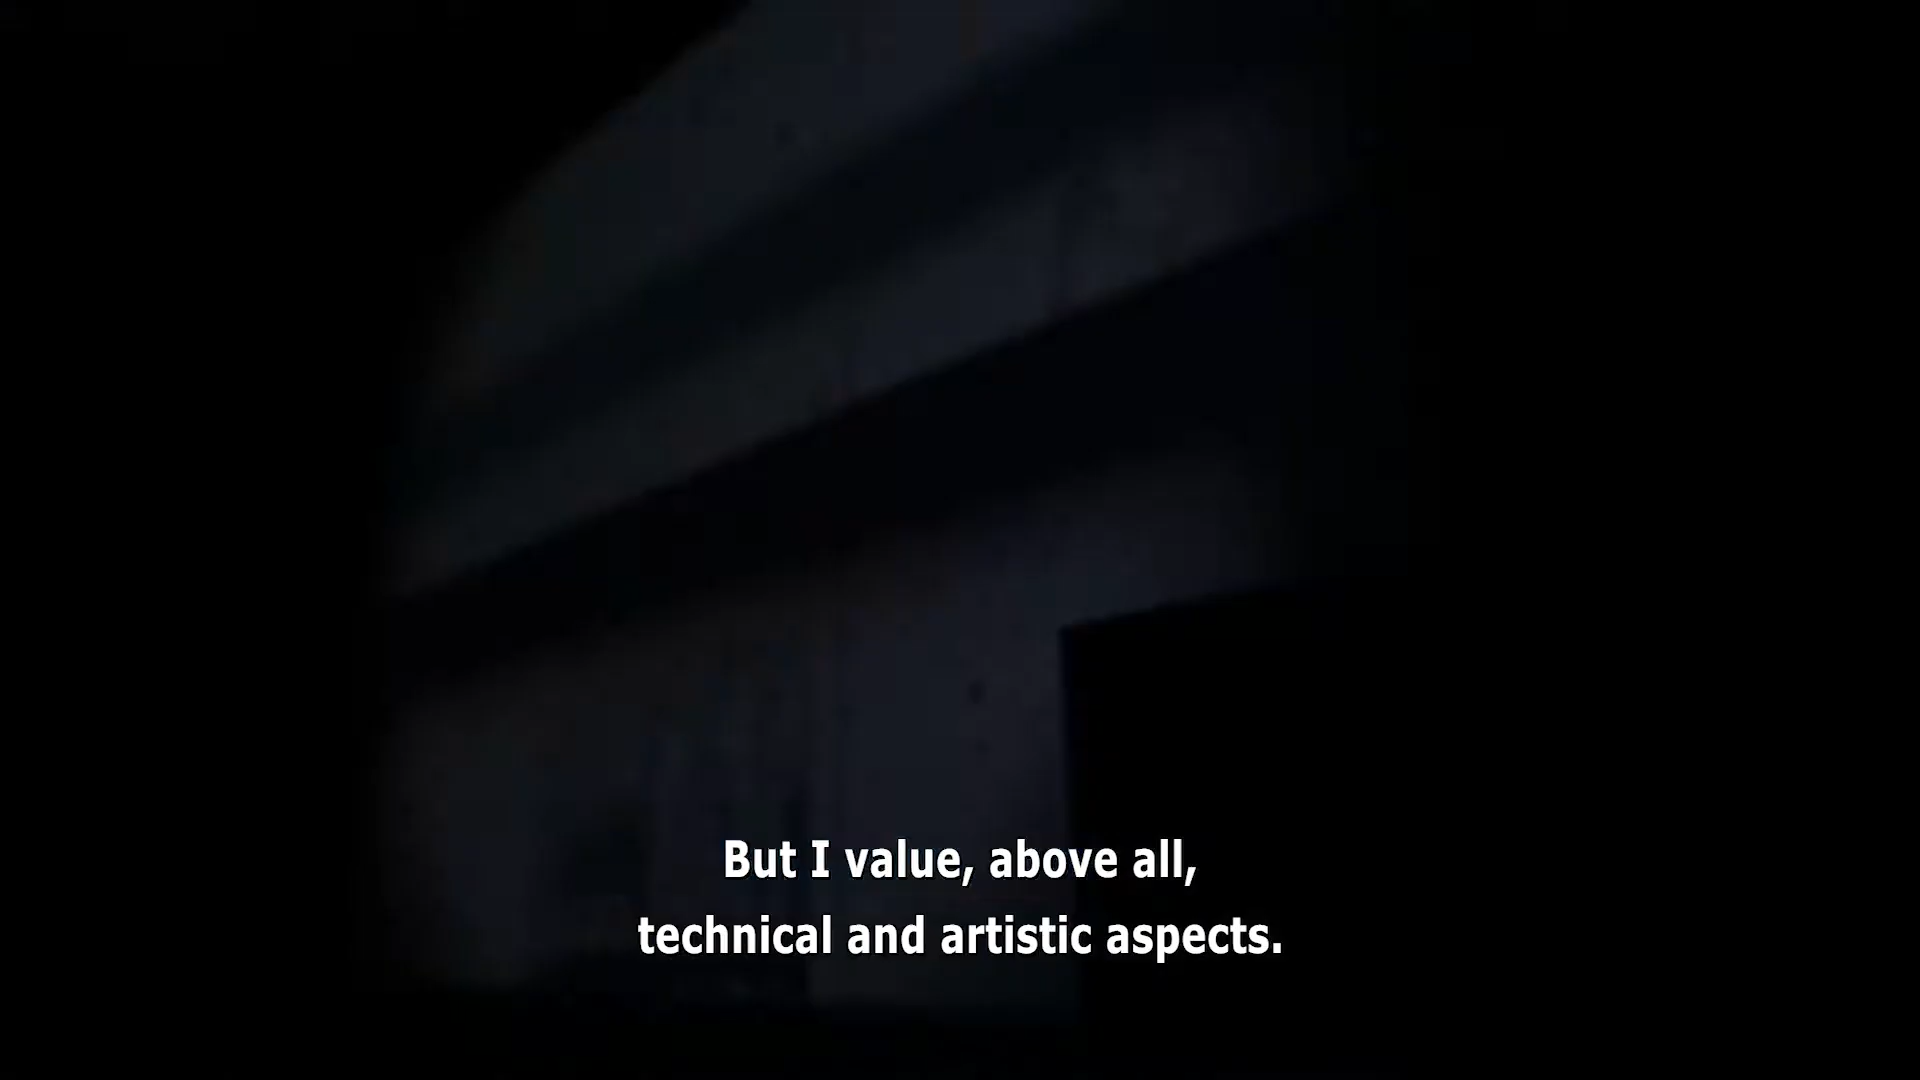 But I value, above all,
technical and artistic aspects.